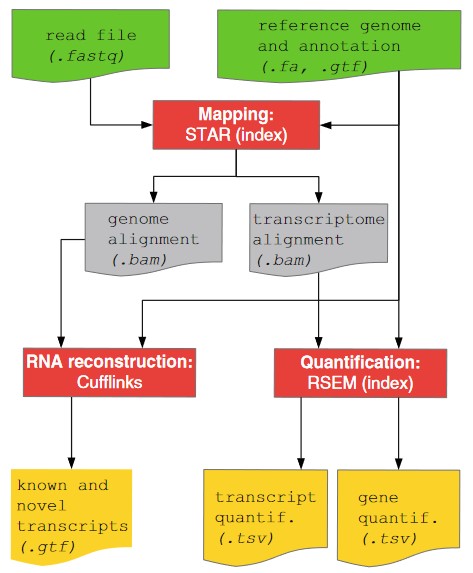 read file
(.fastq)
reference genome
and annotation
(.fa, .gtf)
Mapping:
STAR (index)
genome
alignment
(.bam)
transcriptome
alignment
(.bam)
RNA reconstruction:
Cufflinks
Quantification:
RSEM (index)
known and
novel
transcripts
(.gtf)
transcript
quantif.
(.tsv)
gene
quantif.
(.tsv)